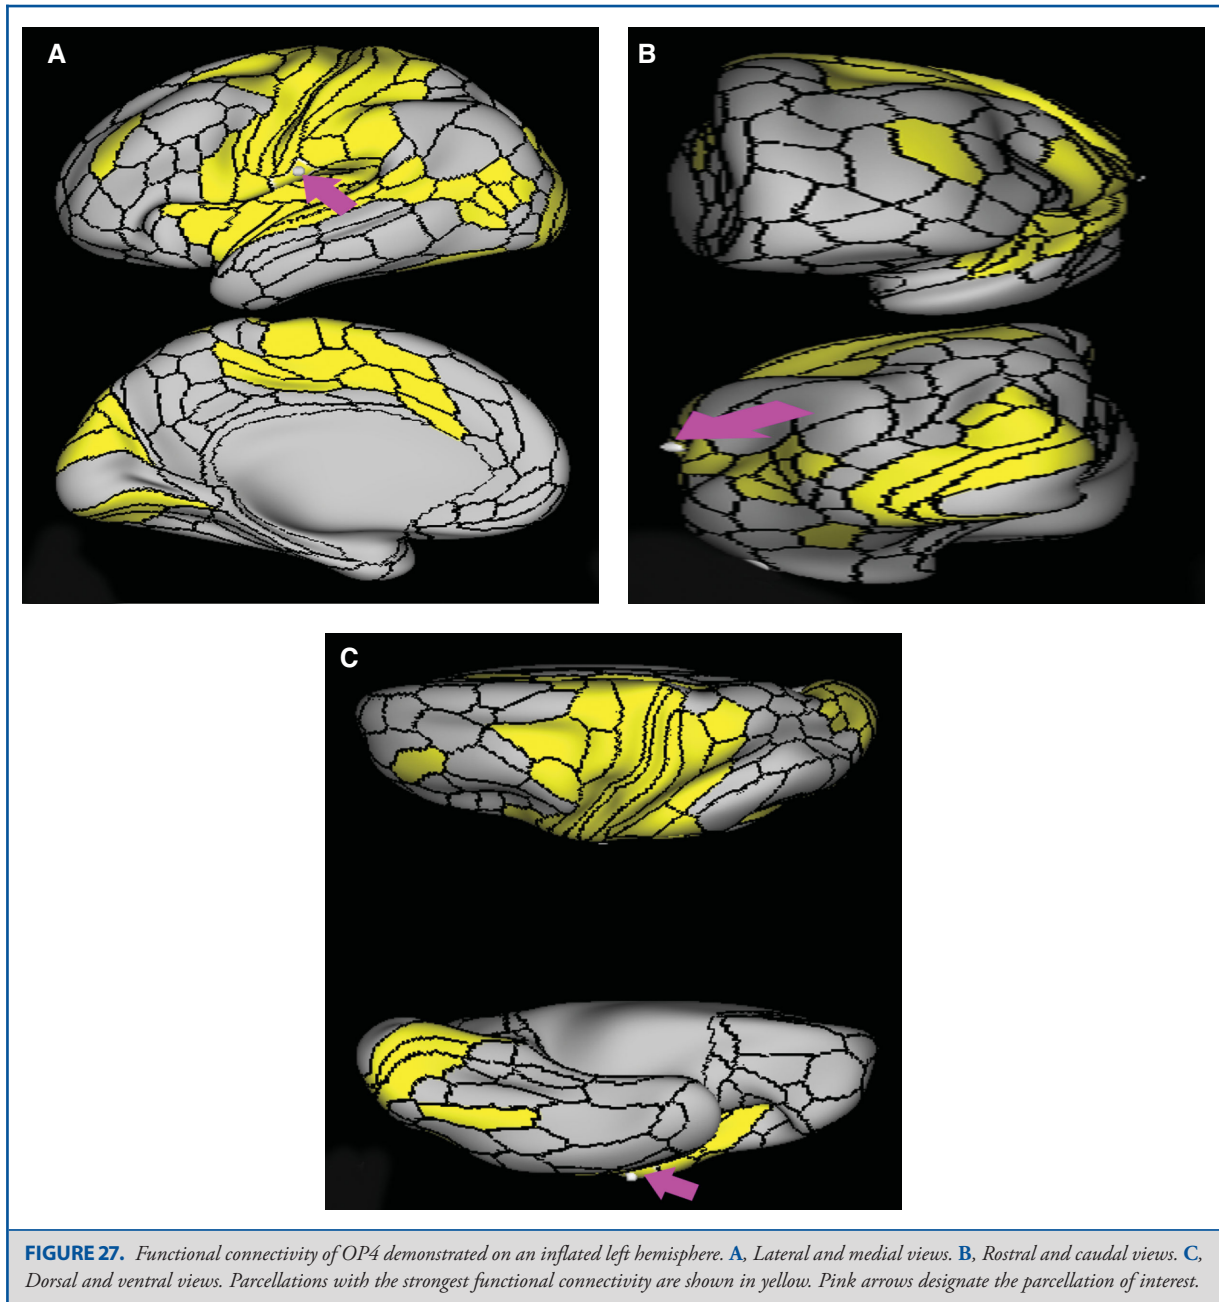 A
B
C
FIGURE 27. Functional connectivity of OP4 demonstrated on an inflated left hemisphere. A, Lateral and medial views. B, Rostral and caudal views. C,
Dorsal and ventral views. Parcellations with the strongest functional connectivity are shown in yellow. Pink arrows designate the parcellation of interest.